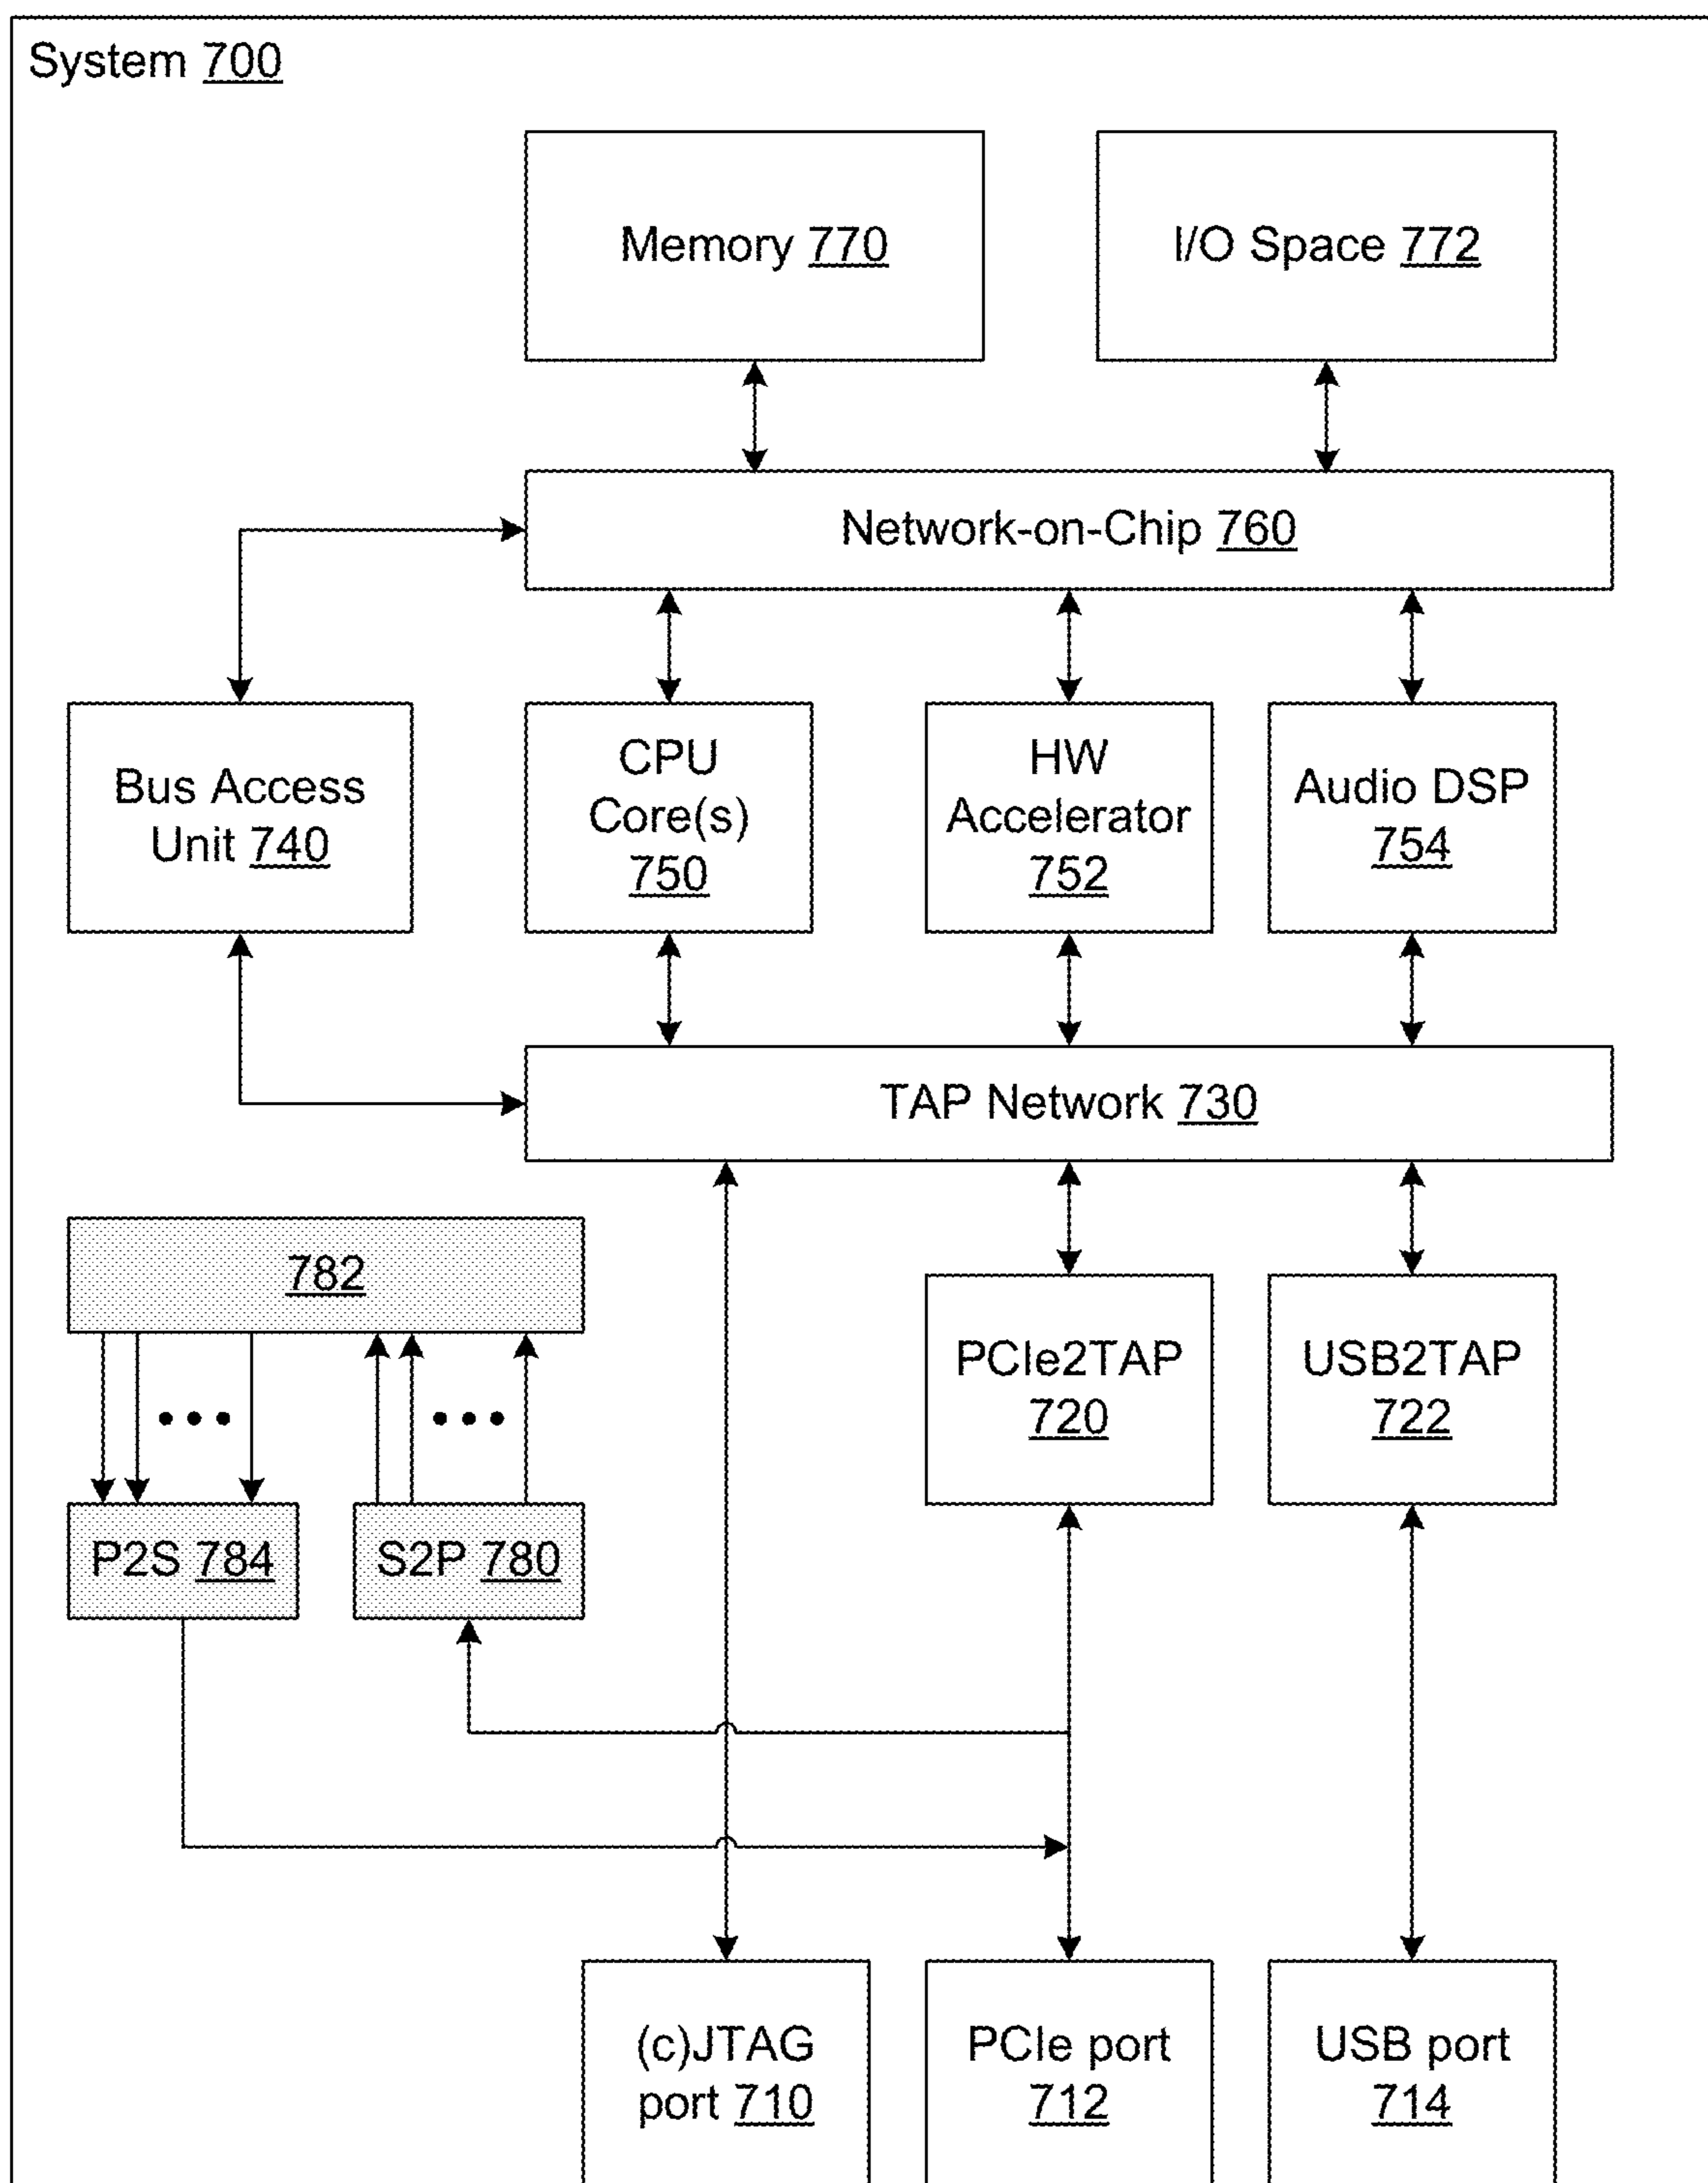 System 700
Memory 770
I/O Space 772
Network-on-Chip 760
Bus Access
Unit 740
CPU
Core(s)
750
HW
Accelerator
752
Audio DSP
754
TAP Network 730
782
PCIe2TAP
720
USB2TAP
722
P2S 784
S2P 780
(c)JTAG
port 710
PCIe port
712
USB port
714